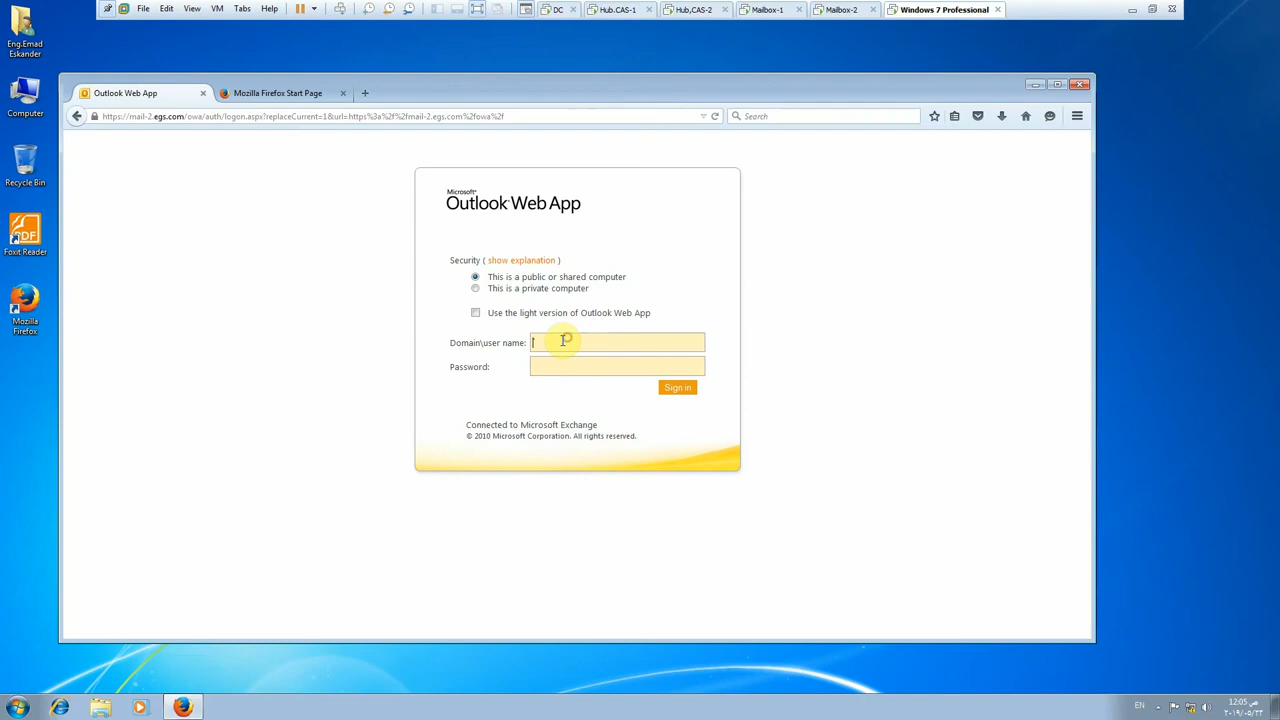 File Edit View VM Tabs Help
DC Hub.CAS-1 Hub,CAS-2 Mailbox-1 Mailbox-2 Windows 7 Professional
Eng.Emad
Eskander
Computer
Recycle Bin
Foxit Reader
Mozilla
Firefox
Outlook Web App Mozilla Firefox Start Page
https://mail-2.egs.com/owa/auth/logon.aspx?replaceCurrent=1&url=https%3a%2f%2fmail-2.egs.com%2fowa%2f Search
Microsoft®
Outlook Web App
Security ( show explanation )
This is a public or shared computer
This is a private computer
Use the light version of Outlook Web App
Domain\user name:
Password:
Sign in
Connected to Microsoft Exchange
© 2010 Microsoft Corporation. All rights reserved.
EN 12:05 ص